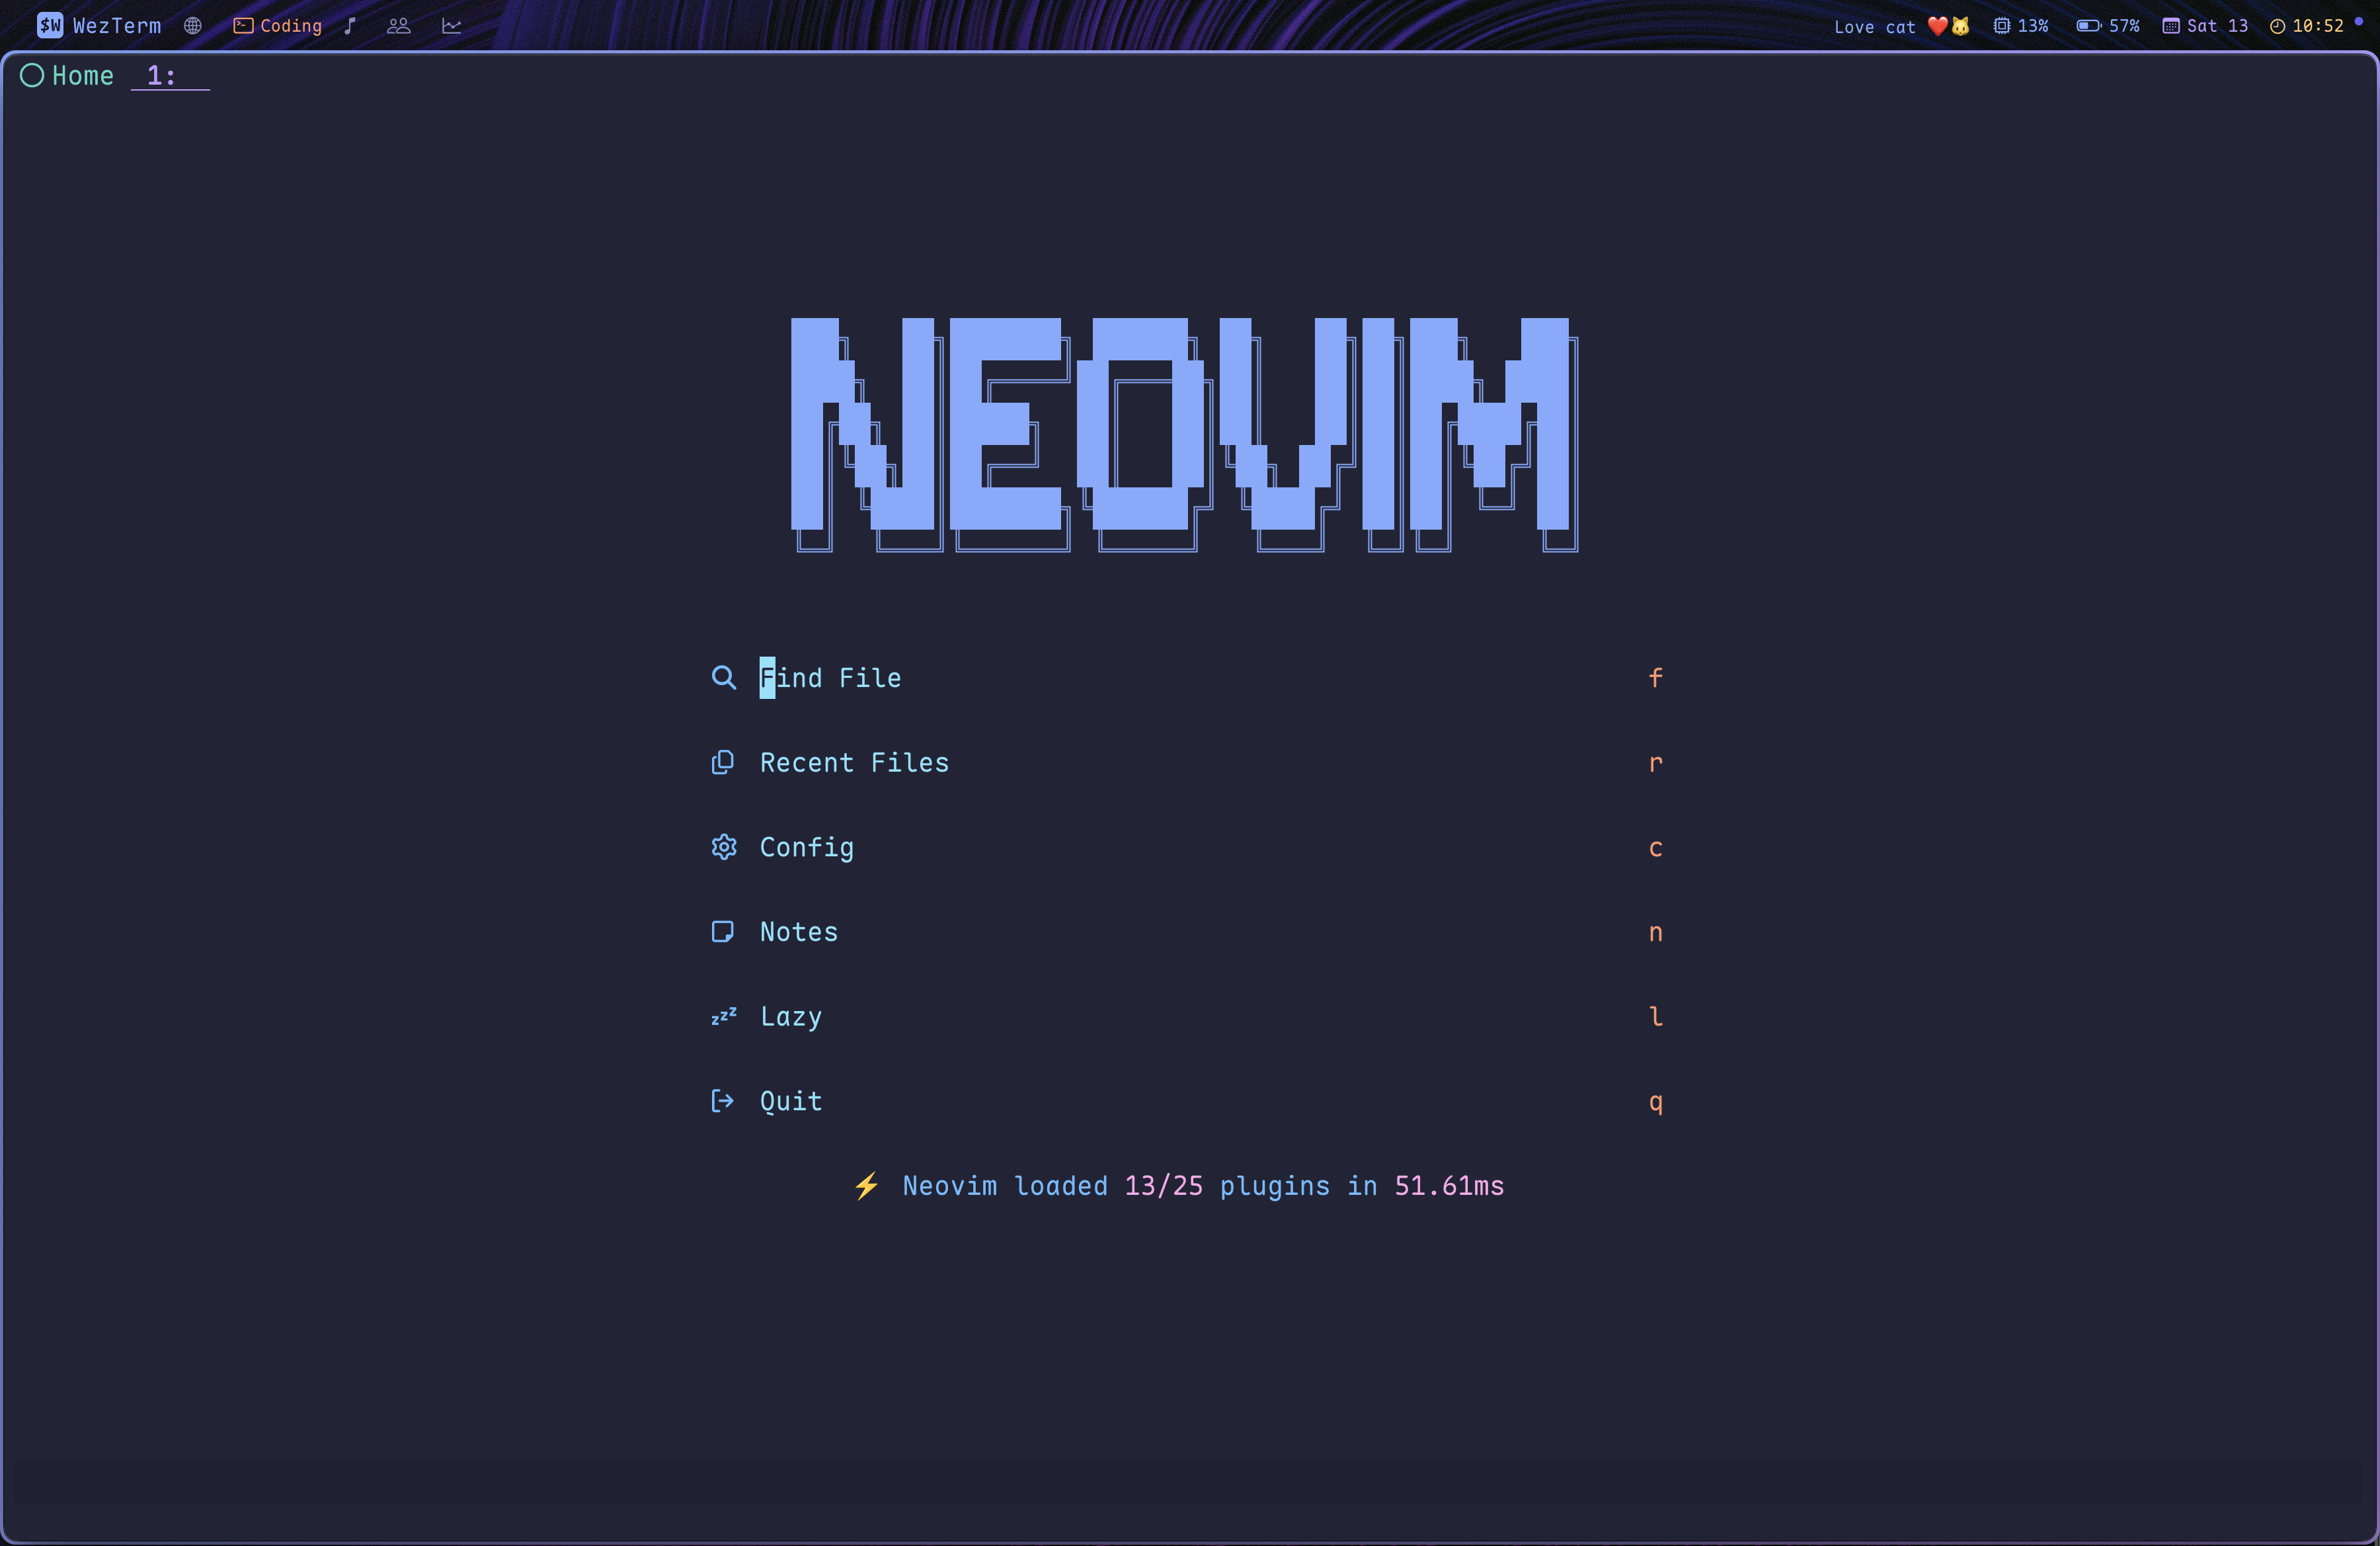 $W WezTerm Coding Love cat ❤️🐱 13% 57% Sat 13 10:52
Home 1:
NEOVIM
Find File f
Recent Files r
Config c
Notes n
zzz Lazy l
Quit q
⚡ Neovim loaded 13/25 plugins in 51.61ms